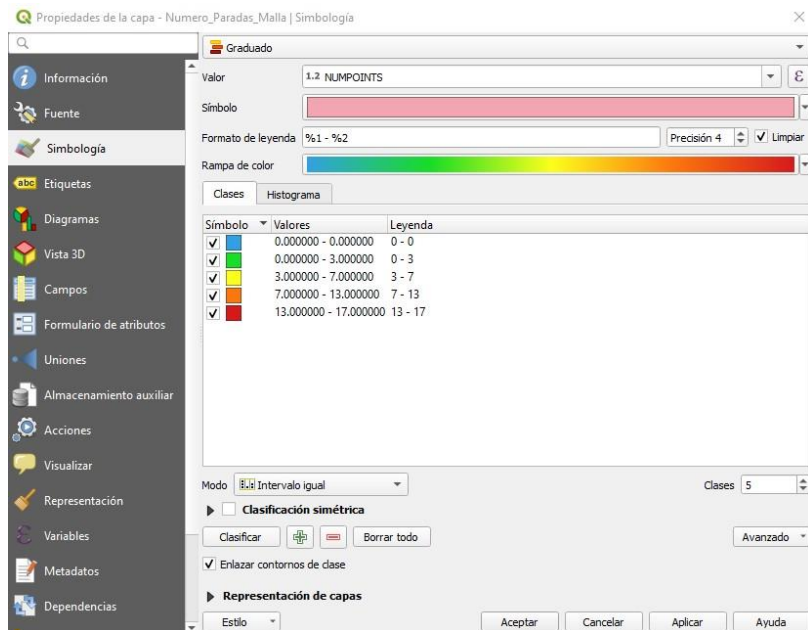 Propiedades de la capa - Numero_Paradas_Malla | Simbología
Información
Fuente
Simbología
abc Etiquetas
Diagramas
Vista 3D
Campos
Formulario de atributos
Uniones
Almacenamiento auxiliar
Acciones
Visualizar
Representación
Variables
Metadatos
Dependencias
Graduado
Valor 1.2 NUMPOINTS ε
Símbolo
Formato de leyenda %1 - %2 Precisión 4 Limpiar
Rampa de color
Clases Histograma
Símbolo Valores Leyenda
0.000000 - 0.000000 0 - 0
0.000000 - 3.000000 0 - 3
3.000000 - 7.000000 3 - 7
7.000000 - 13.000000 7 - 13
13.000000 - 17.000000 13 - 17
Modo Intervalo igual Clases 5
Clasificación simétrica
Clasificar Borrar todo Avanzado
Enlazar contornos de clase
Representación de capas
Estilo Aceptar Cancelar Aplicar Ayuda